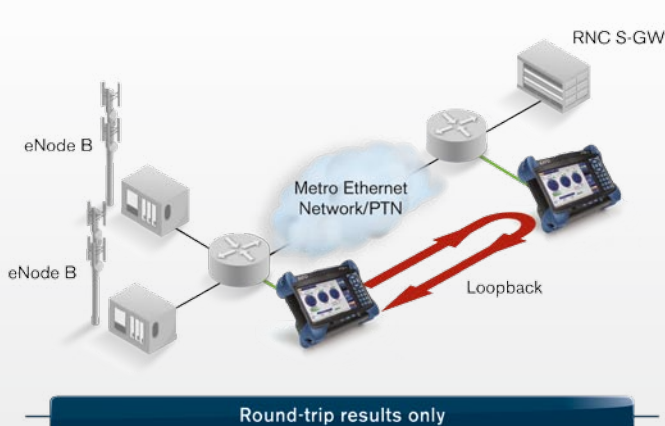 RNC S-GW
eNode B
Metro Ethernet
Network/PTN
eNode B
Loopback
Round-trip results only